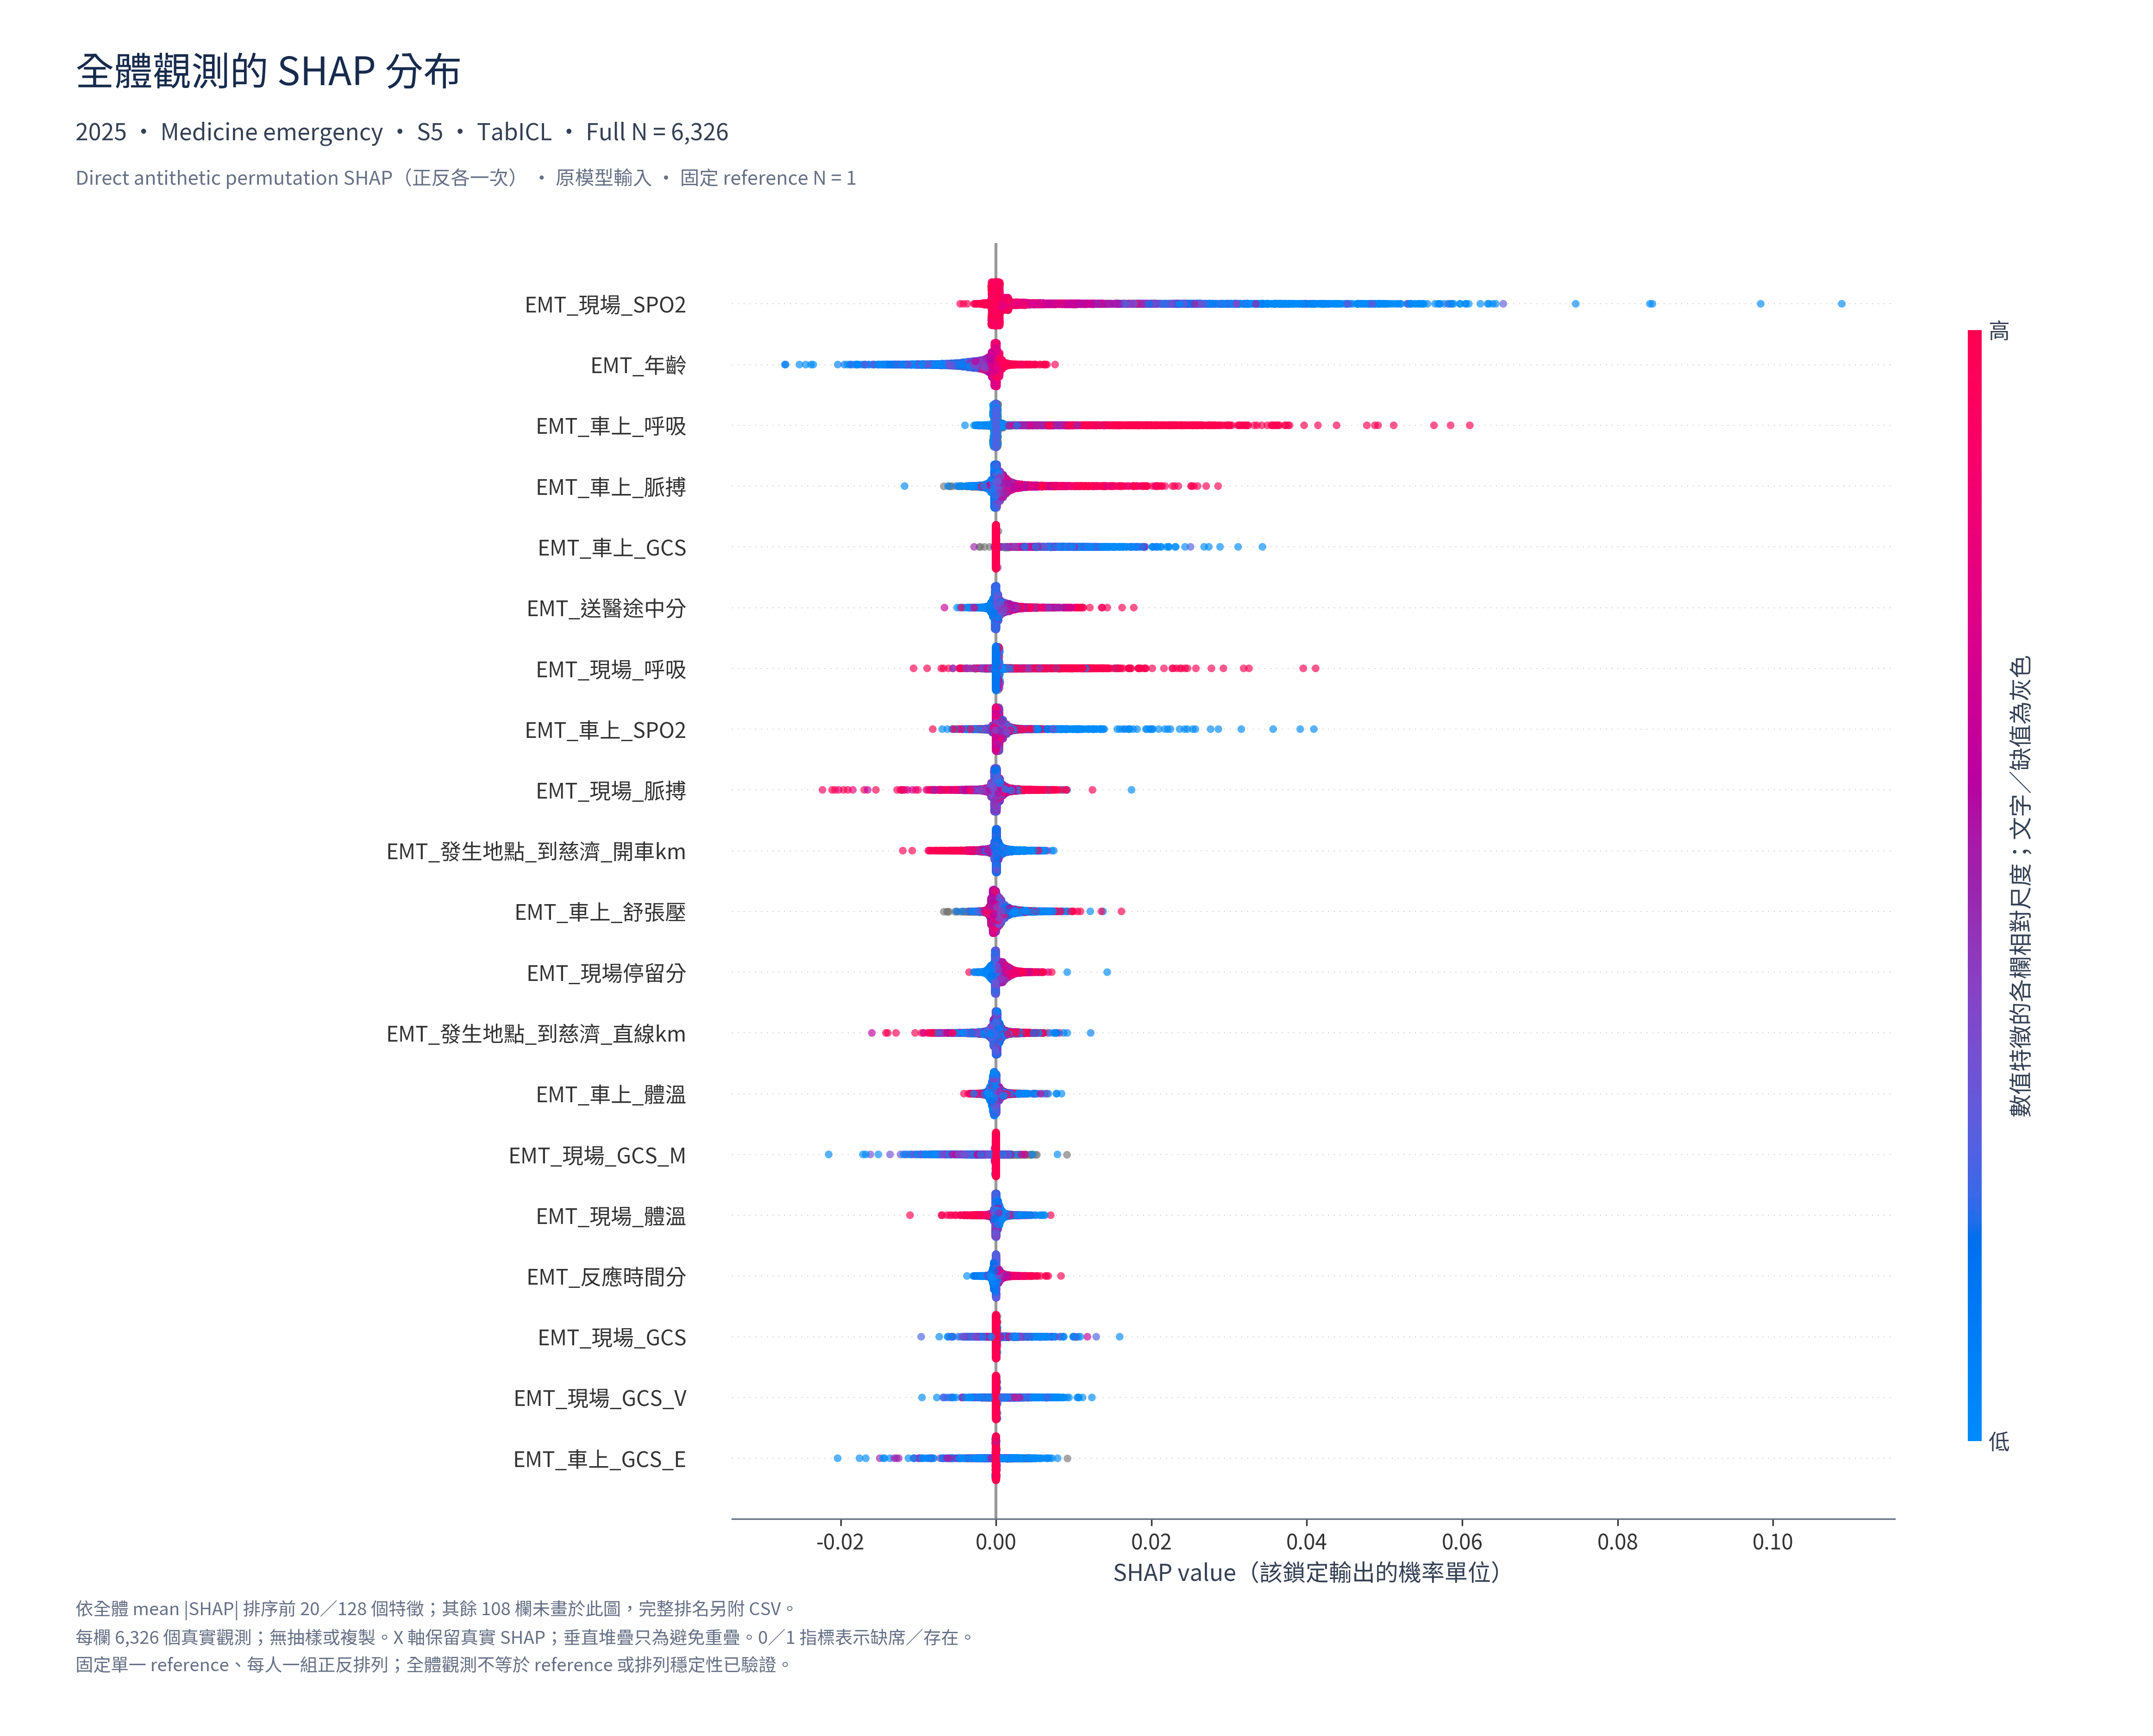 全體觀測的 SHAP 分布
2025 • Medicine emergency • S5 • TabICL • Full N = 6,326
Direct antithetic permutation SHAP（正反各一次） • 原模型輸入 • 固定 reference N = 1
EMT_現場_SPO2
EMT_年齡
EMT_車上_呼吸
EMT_車上_脈搏
EMT_車上_GCS
EMT_送醫途中分
EMT_現場_呼吸
EMT_車上_SPO2
EMT_現場_脈搏
EMT_發生地點_到慈濟_開車km
EMT_車上_舒張壓
EMT_現場停留分
EMT_發生地點_到慈濟_直線km
EMT_車上_體溫
EMT_現場_GCS_M
EMT_現場_體溫
EMT_反應時間分
EMT_現場_GCS
EMT_現場_GCS_V
EMT_車上_GCS_E
-0.02 0.00 0.02 0.04 0.06 0.08 0.10
SHAP value（該鎖定輸出的機率單位）
高
數值特徵的各欄相對尺度；文字／缺值為灰色
低
依全體 mean |SHAP| 排序前 20／128 個特徵；其餘 108 欄未畫於此圖，完整排名另附 CSV。
每欄 6,326 個真實觀測；無抽樣或複製。X 軸保留真實 SHAP；垂直堆疊只為避免重疊。0／1 指標表示缺席／存在。
固定單一 reference、每人一組正反排列；全體觀測不等於 reference 或排列穩定性已驗證。